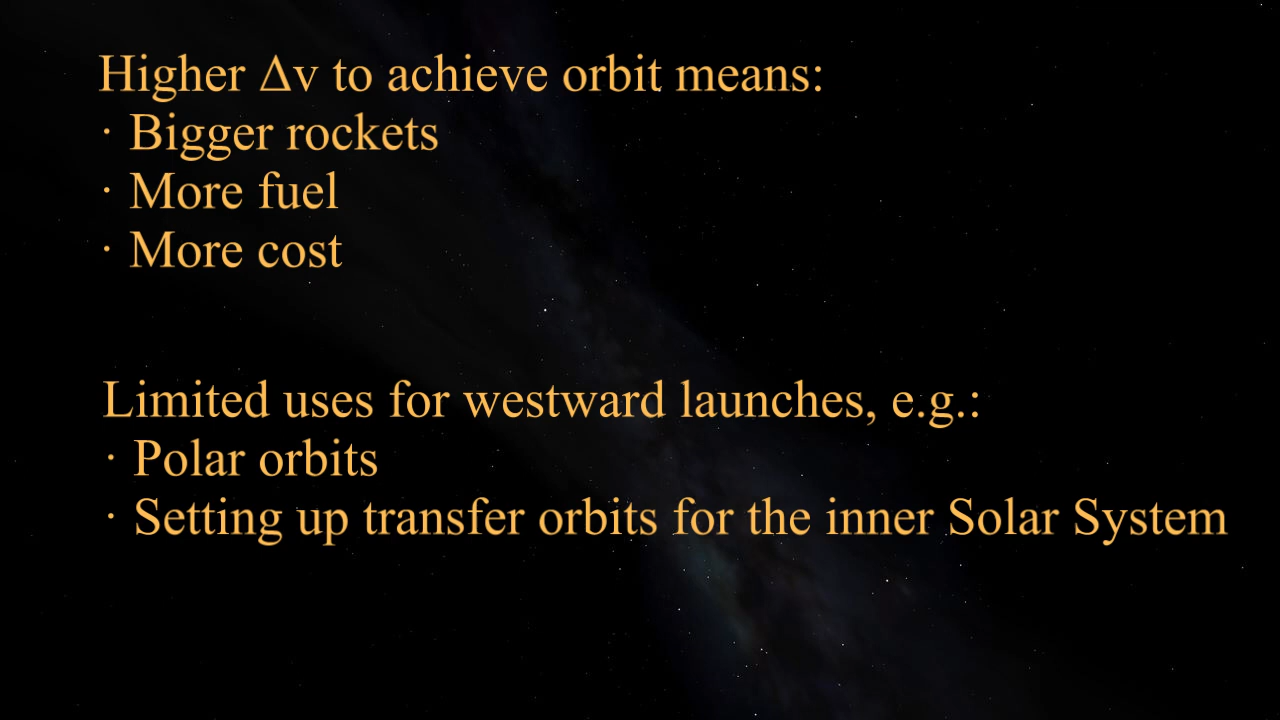 Higher Δv to achieve orbit means:
· Bigger rockets
· More fuel
· More cost
Limited uses for westward launches, e.g.:
· Polar orbits
· Setting up transfer orbits for the inner Solar System